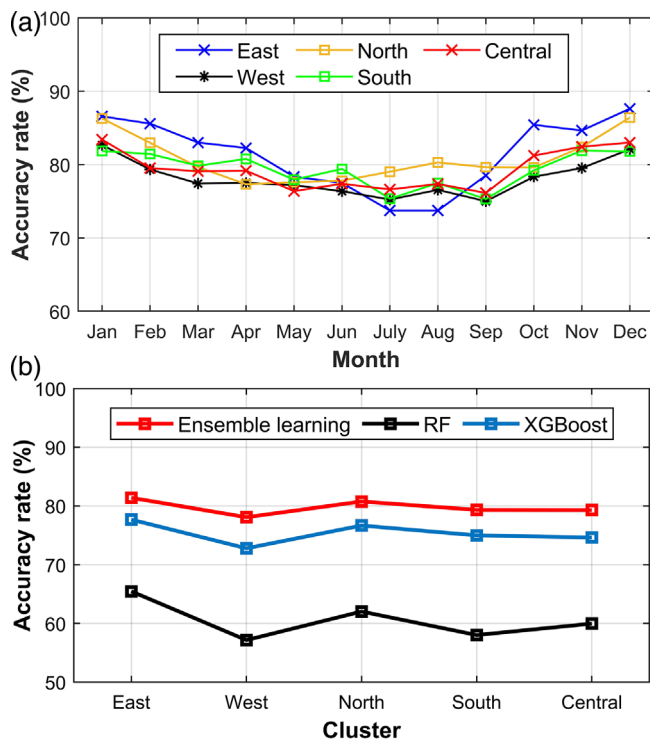 (a)
100
90
80
70
60
Accuracy rate (%)
East North Central
West South
Jan Feb Mar Apr May Jun July Aug Sep Oct Nov Dec
Month
(b)
100
90
80
70
60
50
Accuracy rate (%)
Ensemble learning RF XGBoost
East West North South Central
Cluster